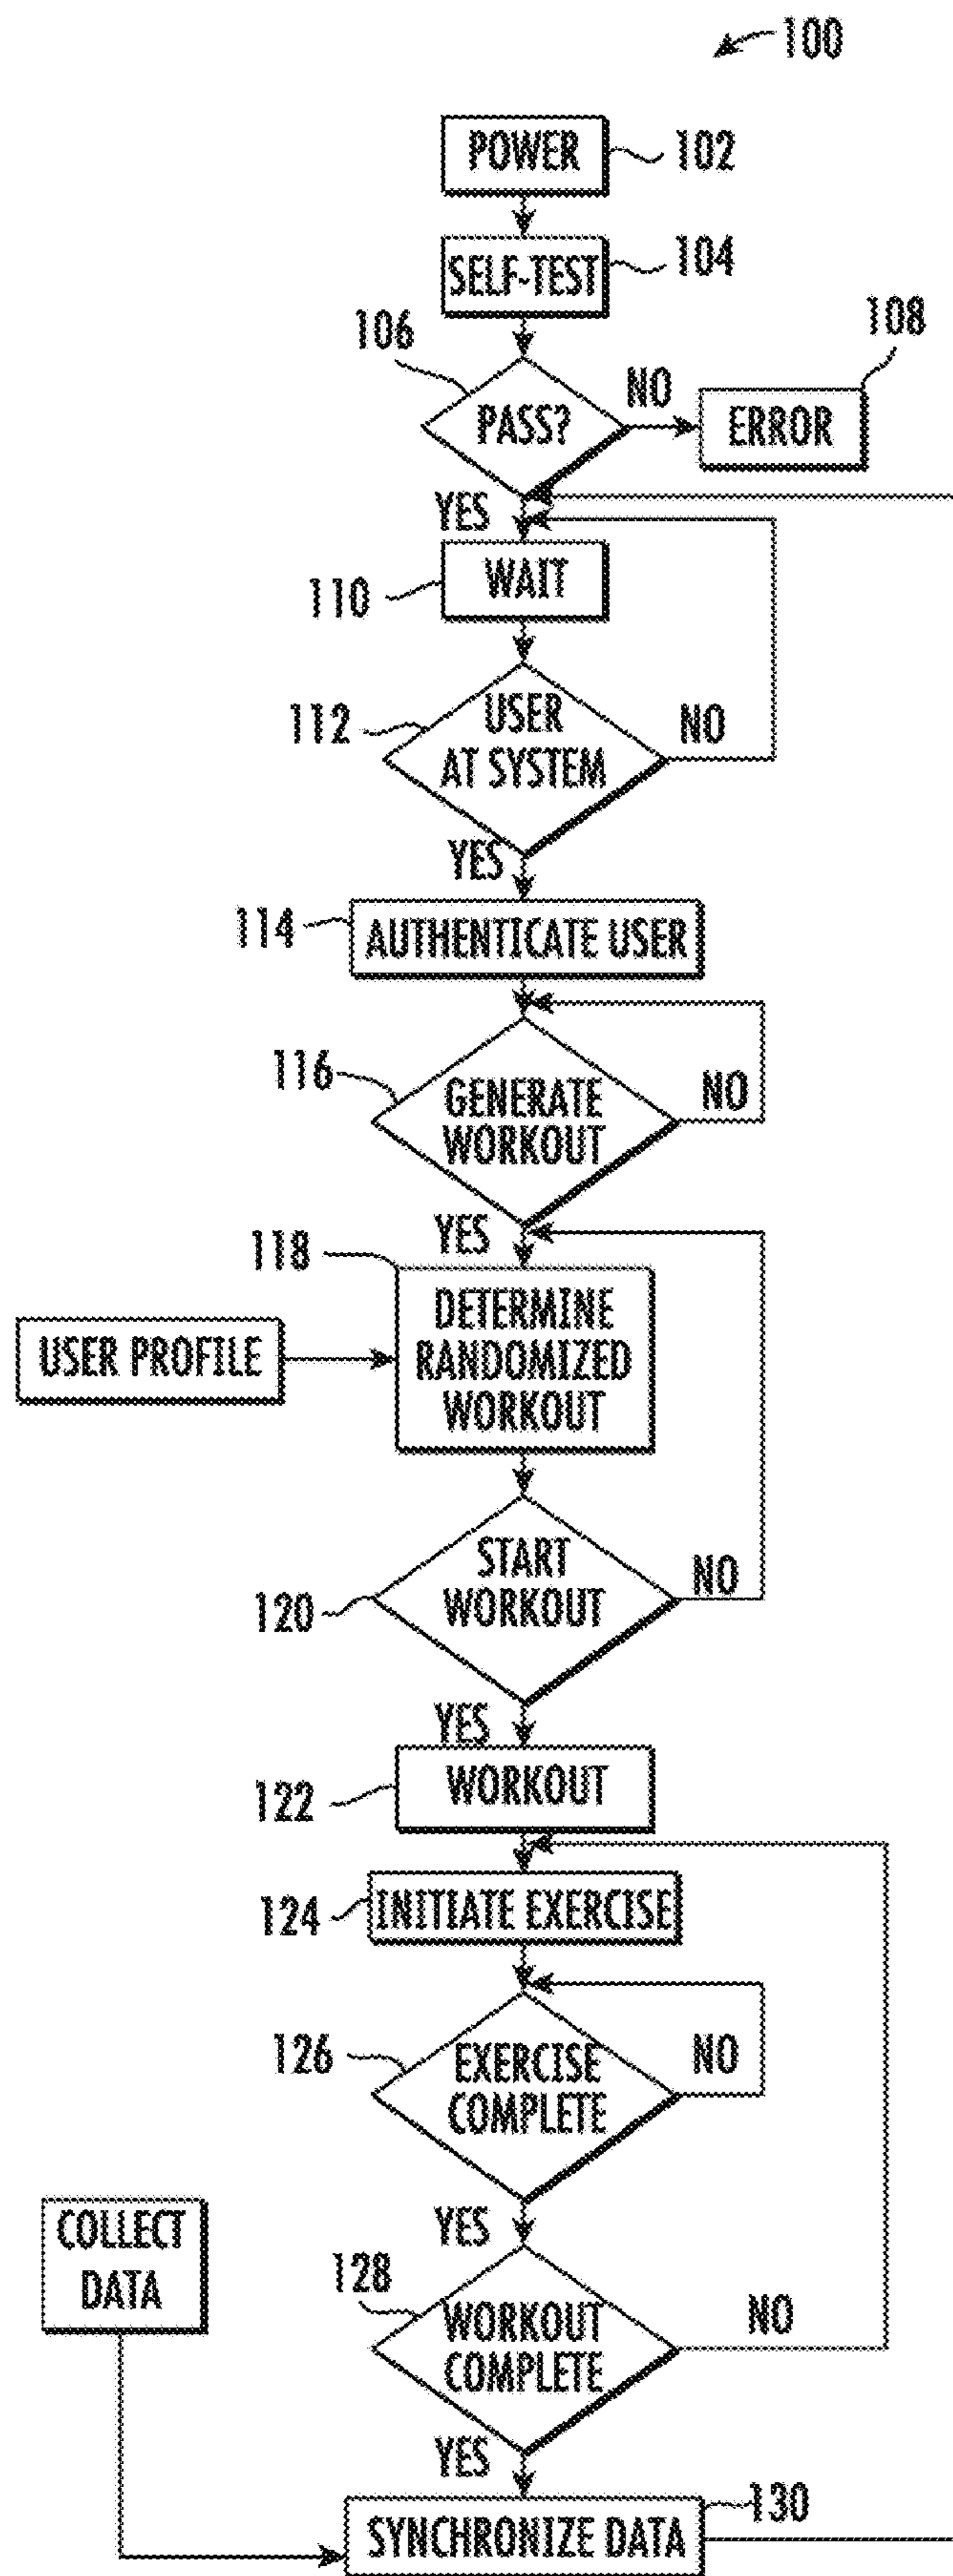 100
POWER
102
SELF-TEST
104
106
108
PASS?
NO
ERROR
YES
WAIT
110
112
USER
AT SYSTEM
NO
YES
114
AUTHENTICATE USER
116
GENERATE
WORKOUT
NO
YES
118
DETERMINE
RANDOMIZED
WORKOUT
USER PROFILE
START
WORKOUT
NO
120
YES
WORKOUT
122
INITIATE EXERCISE
124
126
EXERCISE
COMPLETE
NO
YES
COLLECT
DATA
128
WORKOUT
COMPLETE
NO
YES
130
SYNCHRONIZE DATA